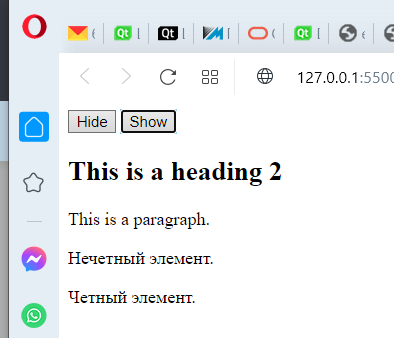 127.0.0.1:5500
Hide Show
This is a heading 2
This is a paragraph.
Нечетный элемент.
Четный элемент.